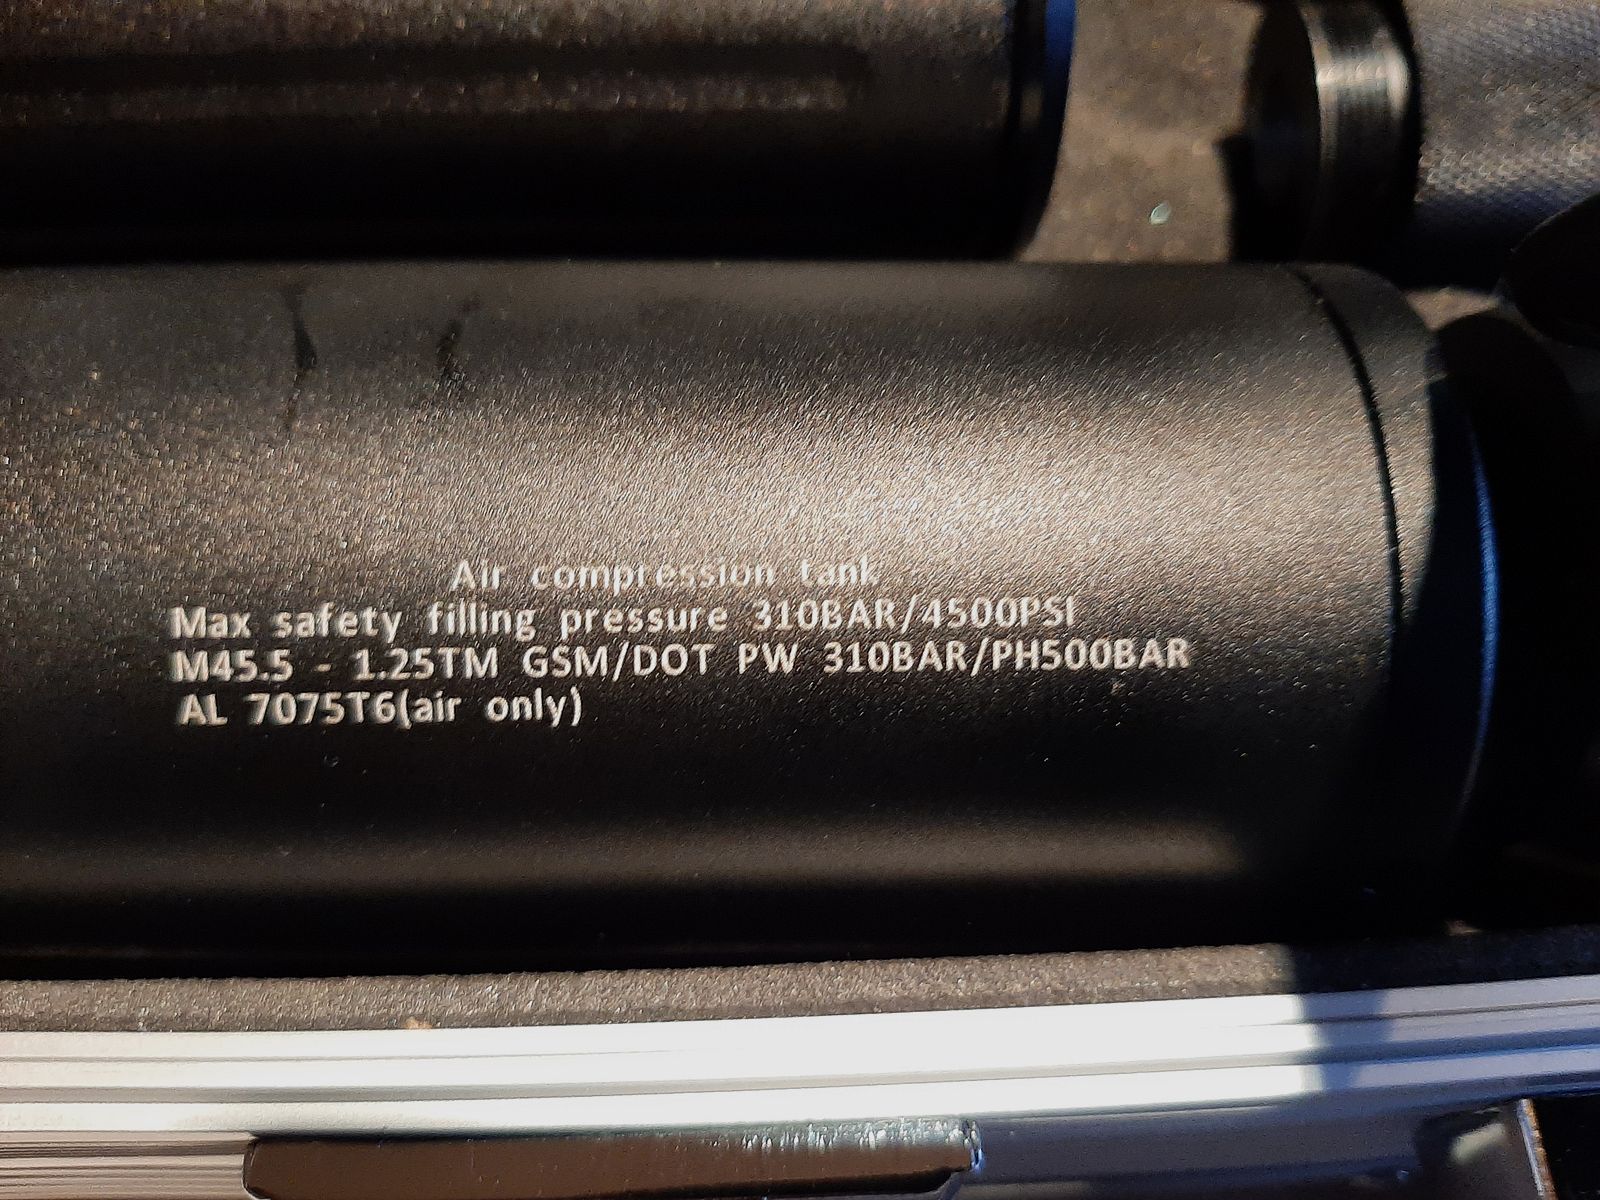 Air compression tank
Max safety filling pressure 310BAR/4500PSI
M45.5 - 1.25TM GSM/DOT PW 310BAR/PH500BAR
AL 7075T6(air only)